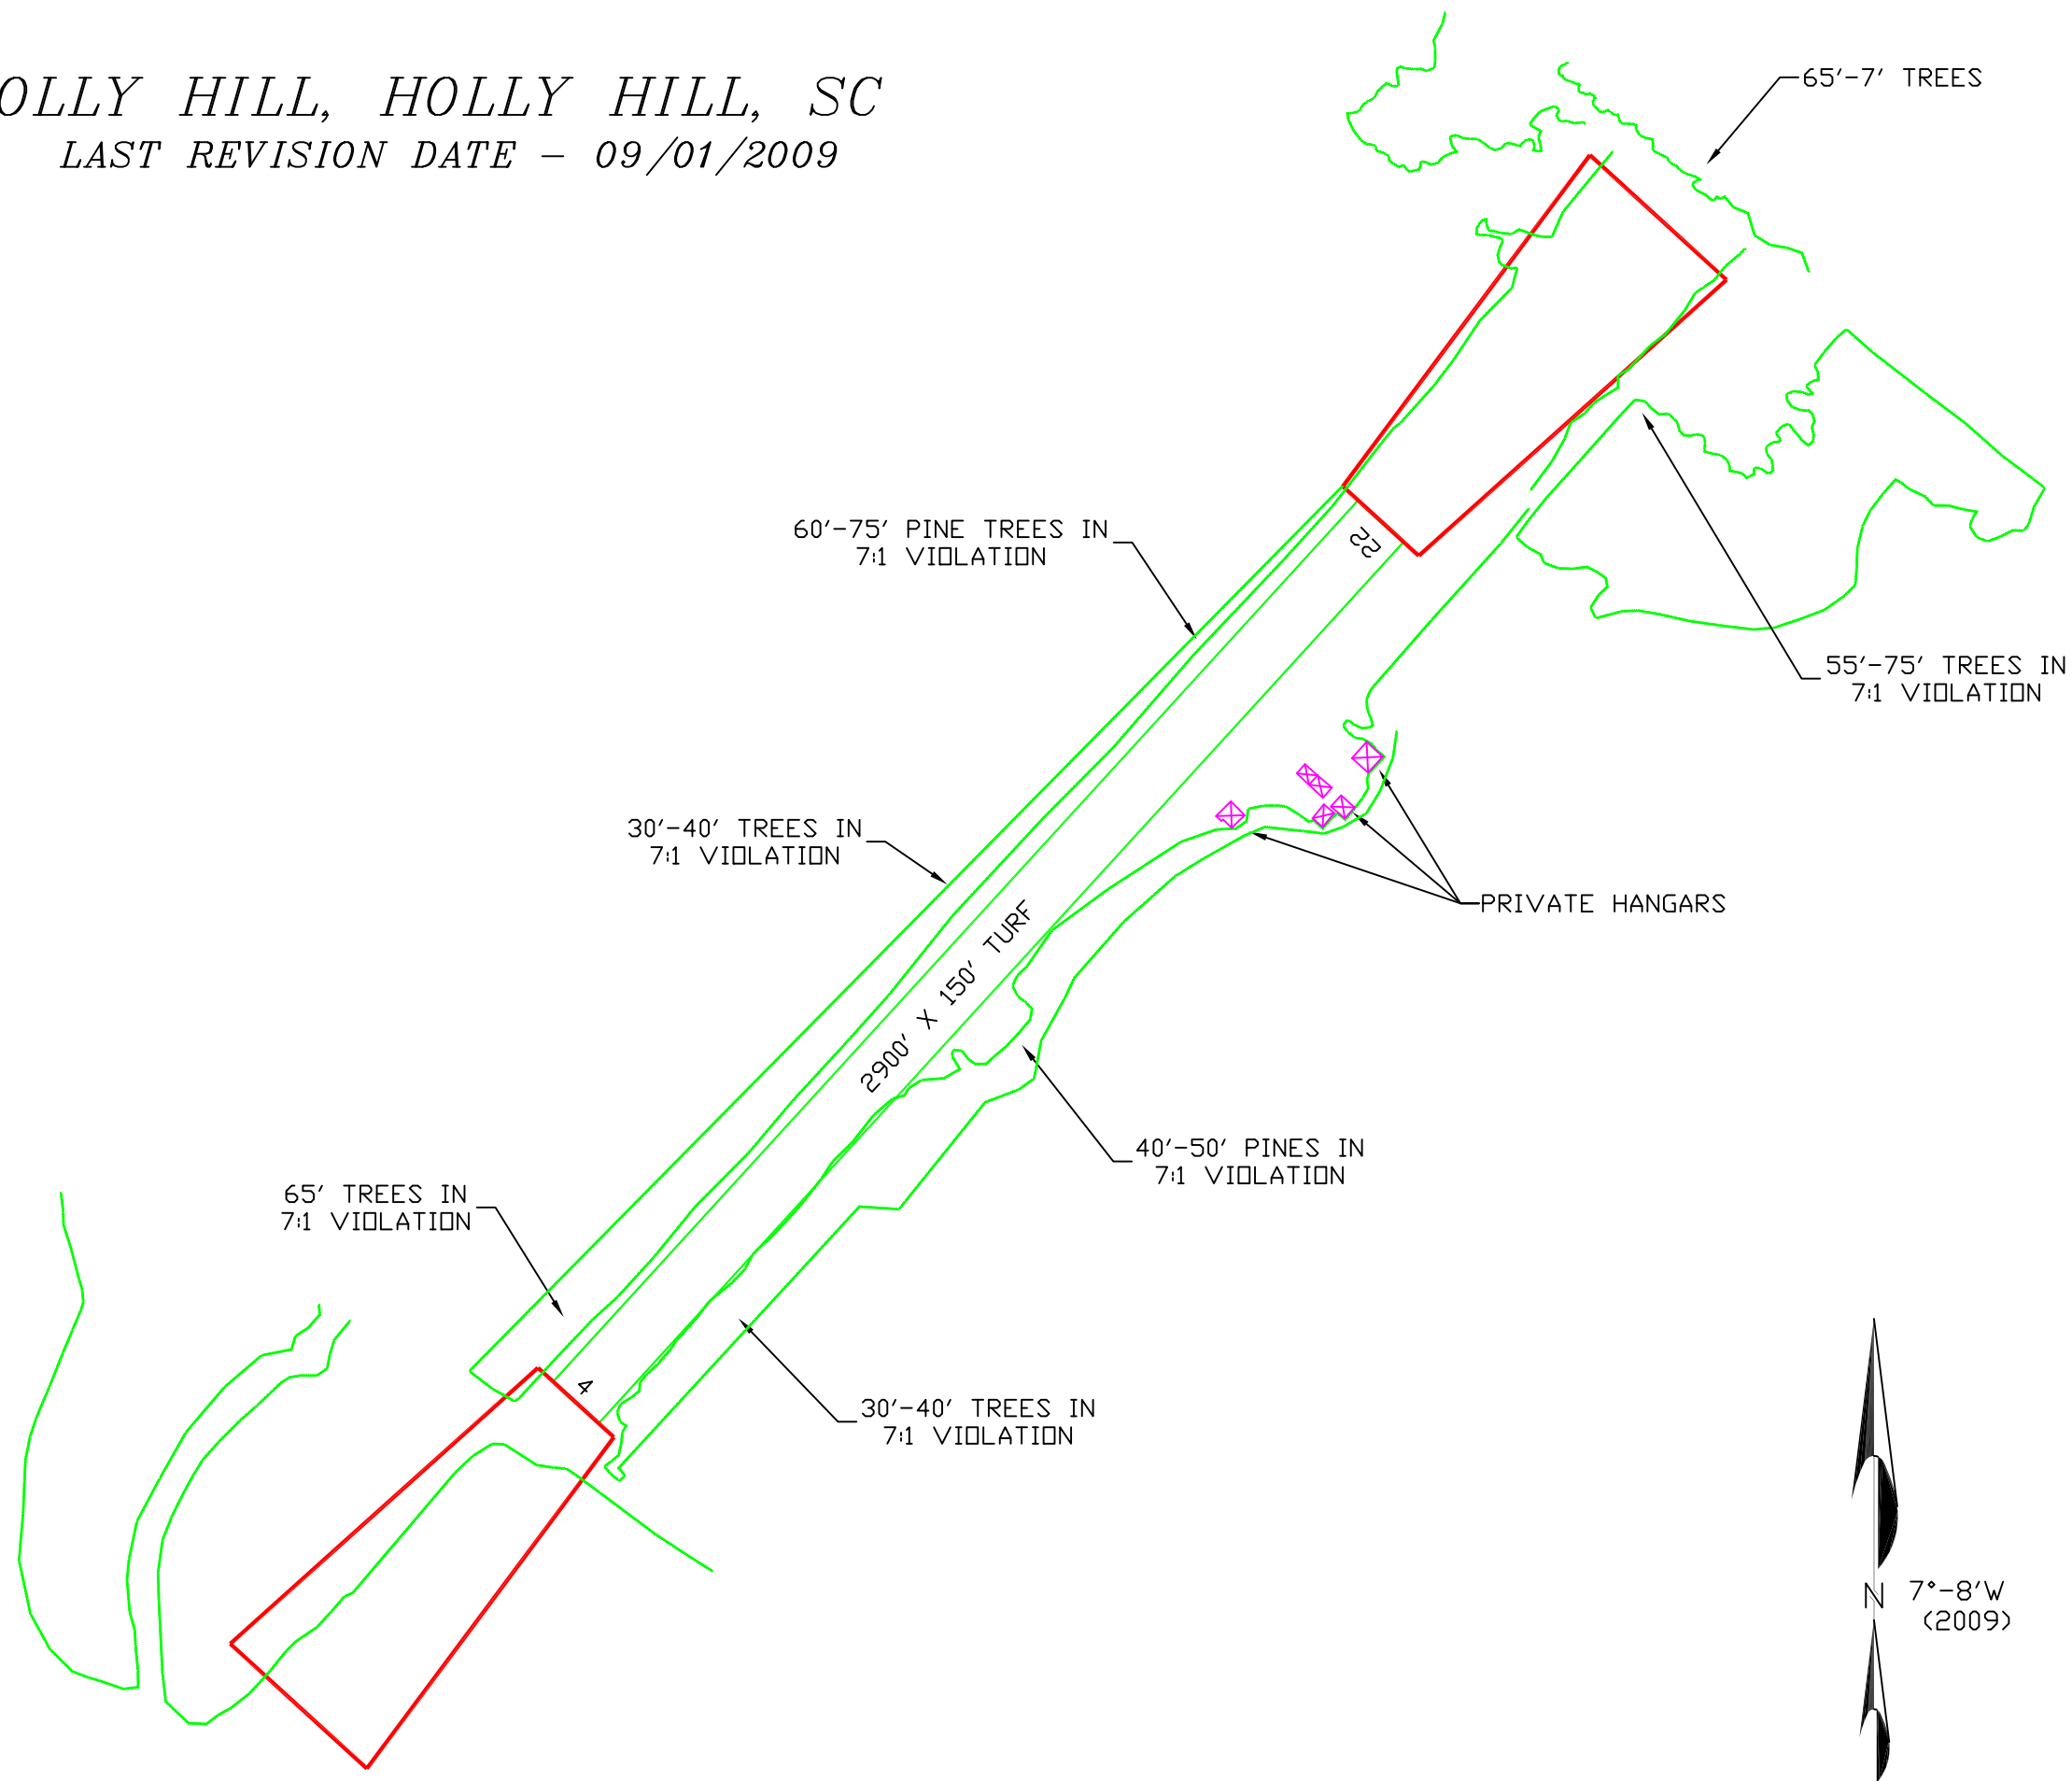 OLLY HILL, HOLLY HILL, SC
LAST REVISION DATE – 09/01/2009
65'-7' TREES
60'-75' PINE TREES IN
7:1 VIOLATION
22
55'-75' TREES IN
7:1 VIOLATION
30'-40' TREES IN
7:1 VIOLATION
PRIVATE HANGARS
2900' X 150' TURF
40'-50' PINES IN
7:1 VIOLATION
65' TREES IN
7:1 VIOLATION
4
30'-40' TREES IN
7:1 VIOLATION
N 7°-8'W
(2009)